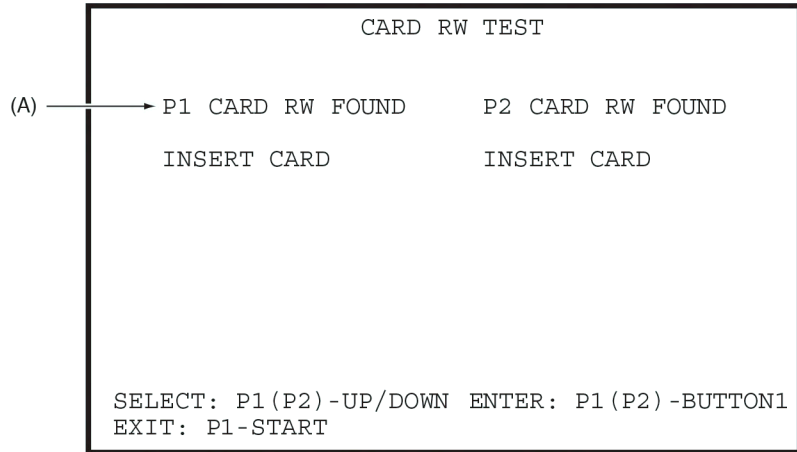 CARD RW TEST
(A)
P1 CARD RW FOUND P2 CARD RW FOUND
INSERT CARD INSERT CARD
SELECT: P1(P2)-UP/DOWN ENTER: P1(P2)-BUTTON1
EXIT: P1-START